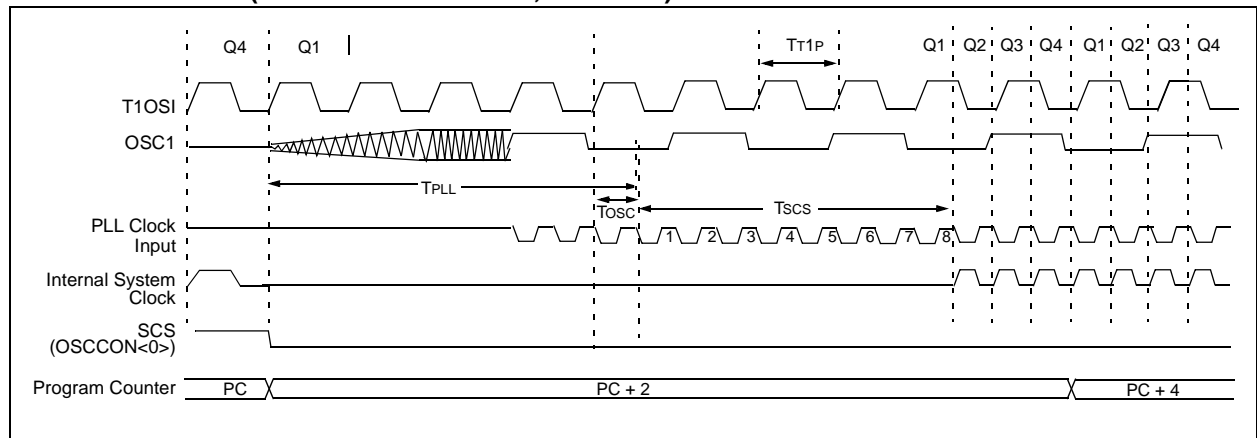 Q4 Q1 TT1P Q1 Q2 Q3 Q4 Q1 Q2 Q3 Q4
T1OSI
OSC1
TPLL
TOSC TSCS
PLL Clock
Input
1 2 3 4 5 6 7 8
Internal System
Clock
SCS
(OSCCON<0>)
Program Counter PC PC + 2 PC + 4